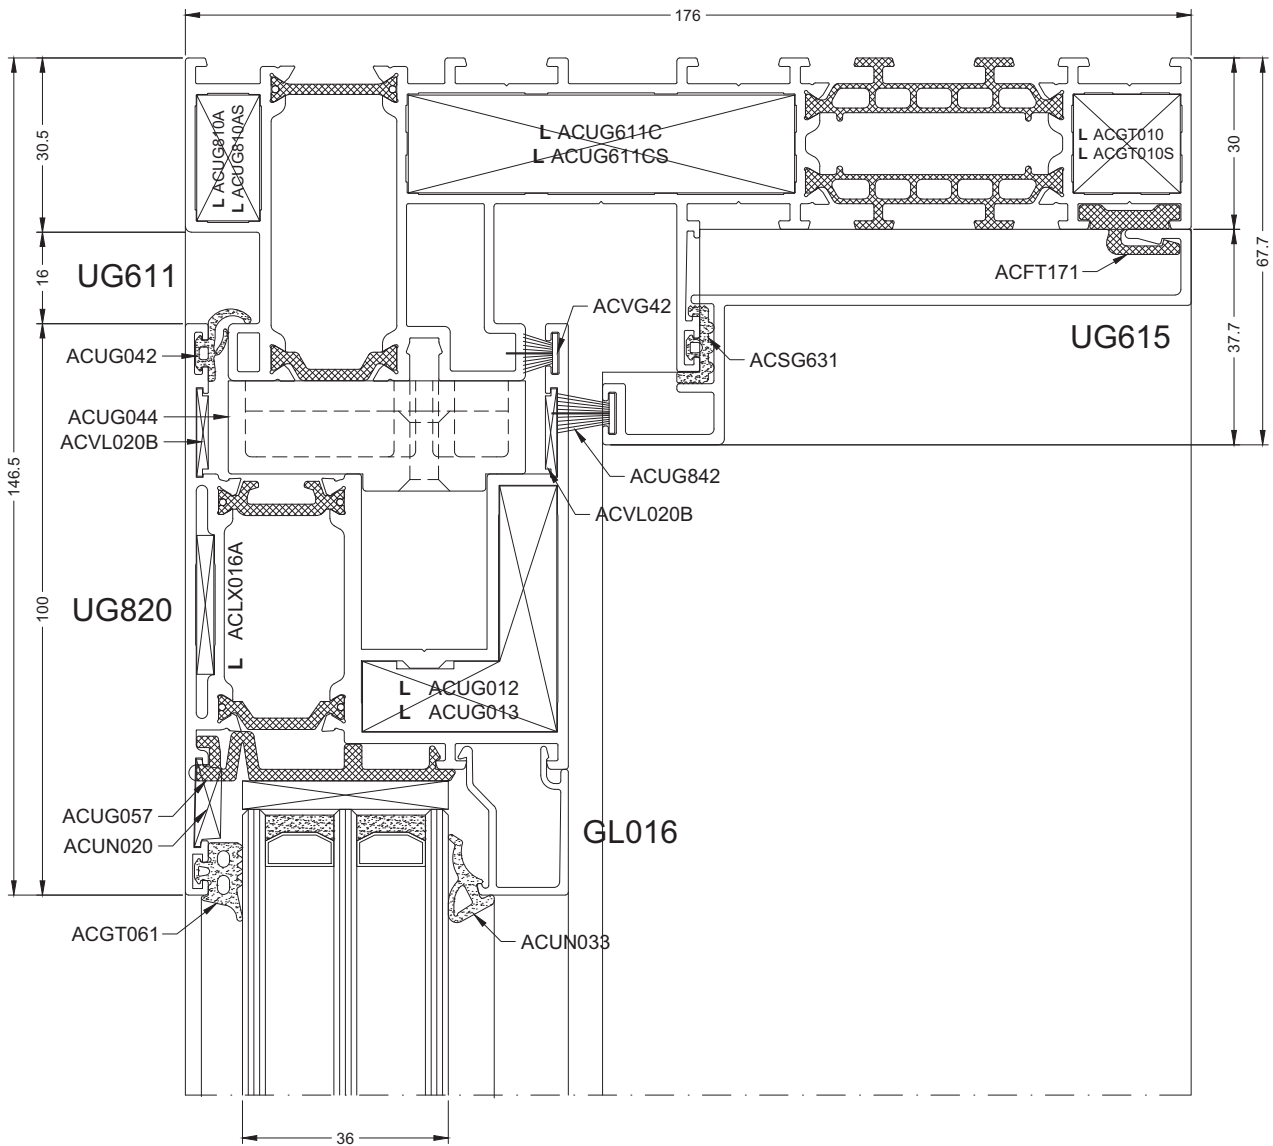 176
L ACUG810A
L ACUG810AS
L ACUG611C
L ACUG611CS
L ACGT010
L ACGT010S
30.5
30
16
UG611
ACFT171
67.7
ACVG42
UG615
37.7
ACUG042
ACSG631
ACUG044
ACVL020B
146.5
ACUG842
ACVL020B
L ACLX016A
100
UG820
L ACUG012
L ACUG013
ACUG057
ACUN020
GL016
ACGT061
ACUN033
36